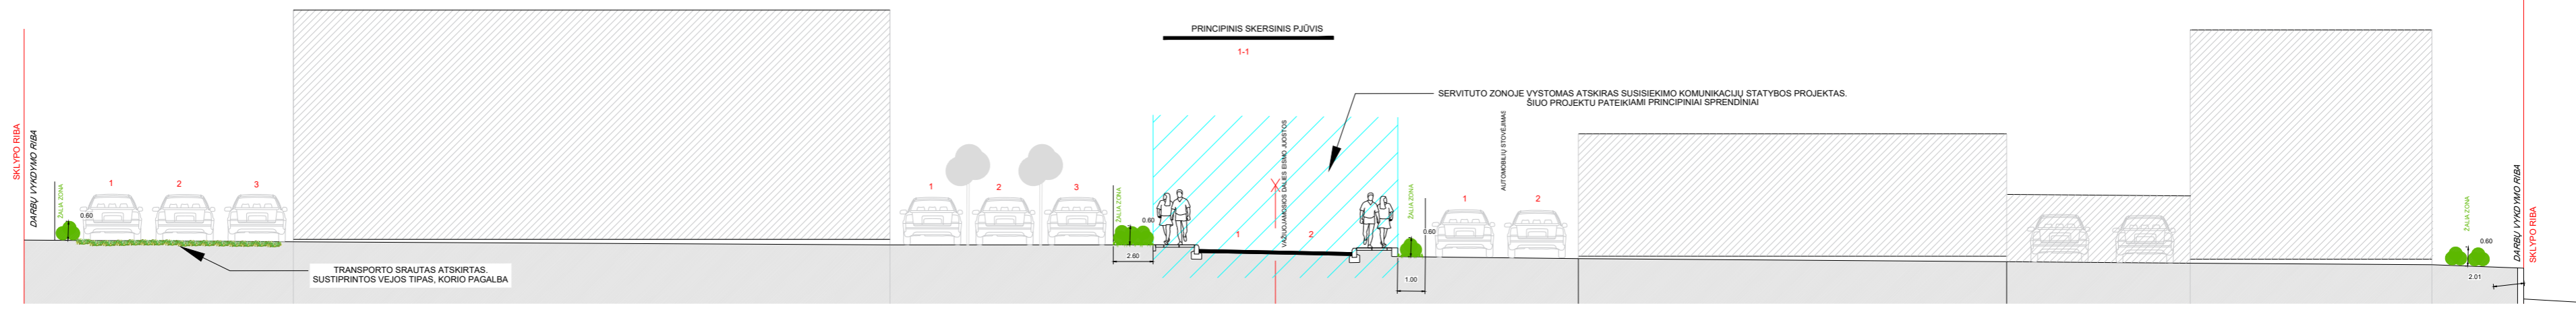 PRINCIPINIS SKERSINIS PJŪVIS
1-1
SERVITUTO ZONOJE VYSTOMAS ATSKIRAS SUSISIEKIMO KOMUNIKACIJŲ STATYBOS PROJEKTAS.
ŠIUO PROJEKTU PATEIKIAMI PRINCIPINIAI SPRENDINIAI
SKLYPO RIBA
DARBŲ VYKDYMO RIBA
ŽALIA ZONA
0.60
1
2
3
TRANSPORTO SRAUTAS ATSKIRTAS.
SUSTIPRINTOS VEJOS TIPAS, KORIO PAGALBA
1
2
3
ŽALIA ZONA
0.60
2.60
1
VAŽIUOJAMOSIOS DALIES EISMO JUOSTOS
2
ŽALIA ZONA
0.60
1.00
1
AUTOMOBILIŲ STOVĖJIMAS
2
ŽALIA ZONA
0.60
2.01
DARBŲ VYKDYMO RIBA
SKLYPO RIBA